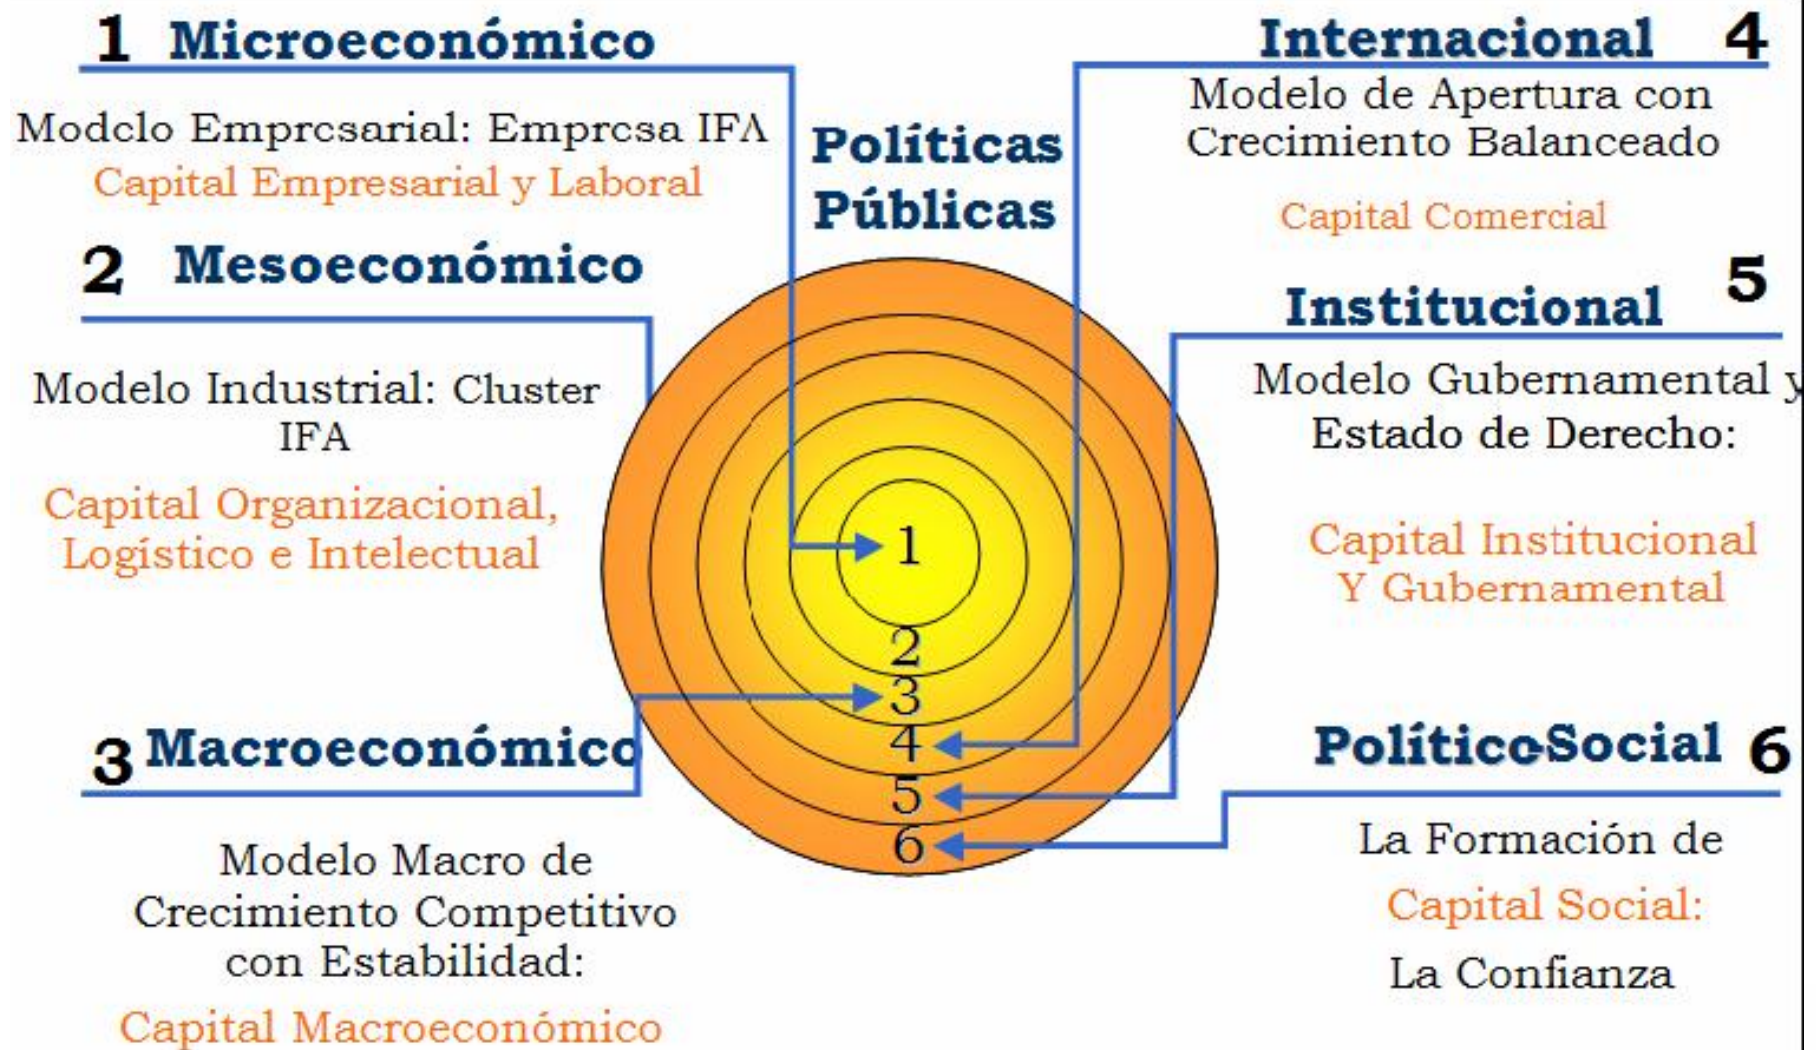 1 Microeconómico
Modelo Empresarial: Empresa IFA
Capital Empresarial y Laboral
2 Mesoeconómico
Modelo Industrial: Cluster
IFA
Capital Organizacional,
Logístico e Intelectual
3 Macroeconómico
Modelo Macro de
Crecimiento Competitivo
con Estabilidad:
Capital Macroeconómico
Políticas
Públicas
1
2
3
4
5
6
Internacional 4
Modelo de Apertura con
Crecimiento Balanceado
Capital Comercial
Institucional 5
Modelo Gubernamental y
Estado de Derecho:
Capital Institucional
Y Gubernamental
Político-Social 6
La Formación de
Capital Social:
La Confianza